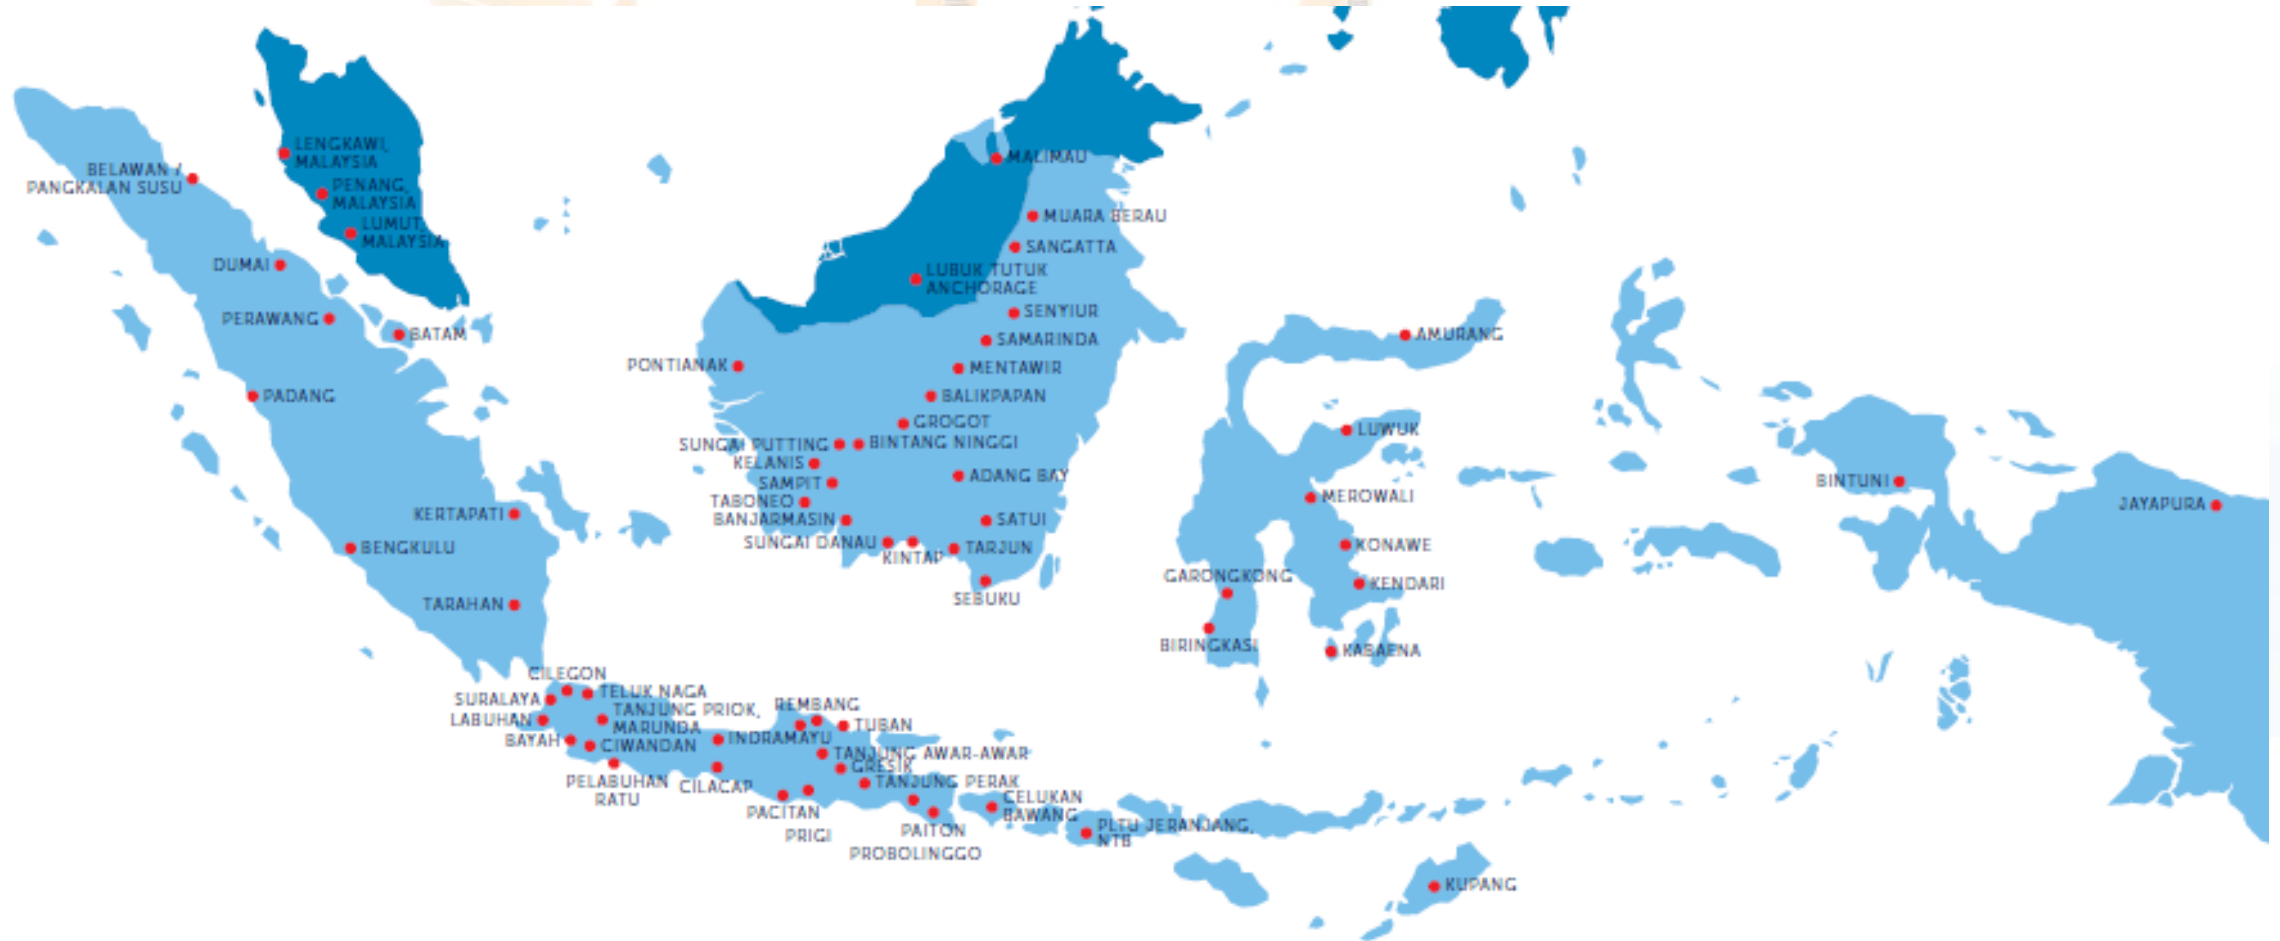 LENGKAWI,
MALAYSIA
BELAWAN /
PANGKALAN SUSU
PENANG,
MALAYSIA
LUMUT,
MALAYSIA
DUMAI
PERAWANG
BATAM
PADANG
KERTAPATI
BENGKULU
TARAHAN
MALIMAU
MUARA BERAU
SANGATTA
LUBUK TUTUK
ANCHORAGE
SENYIUR
SAMARINDA
PONTIANAK
MENTAWIR
BALIKPAPAN
GROGOT
SUNGAI PUTTING
BINTANG NINGGI
KELANIS
SAMPIT
ADANG BAY
TABONEO
BANJARMASIN
SATUI
SUNGAI DANAU
KINTAP
TARJUN
SEBUKU
AMURANG
LUWUK
MEROWALI
KONAWE
GARONGKONG
KENDARI
BIRINGKASI
KABAENA
BINTUNI
JAYAPURA
CILEGON
SURALAYA
TELUK NAGA
LABUHAN
TANJUNG PRIOK,
MARUNDA
BAYAH
CIWANDAN
PELABUHAN
RATU
INDRAMAYU
CILACAP
REMBANG
TUBAN
TANJUNG AWAR-AWAR
GRESIK
TANJUNG PERAK
PACITAN
PRIGI
PAITON
PROBOLINGGO
CELUKAN
BAWANG
PLTU JERANJANG,
NTB
KUPANG